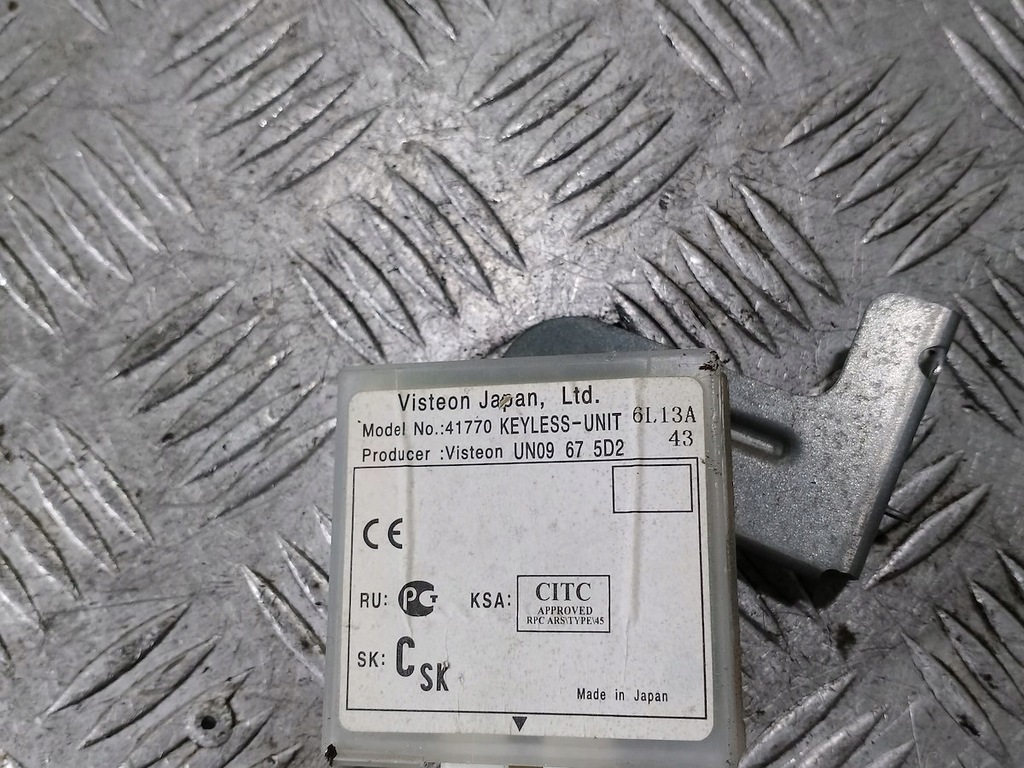 Visteon Japan, Ltd.
Model No.:41770 KEYLESS-UNIT 6L13A
Producer :Visteon UN09 67 5D2 43
CE
RU: PCT KSA: CITC
APPROVED
RPC ARS\TYPE\45
SK: CSK
Made in Japan